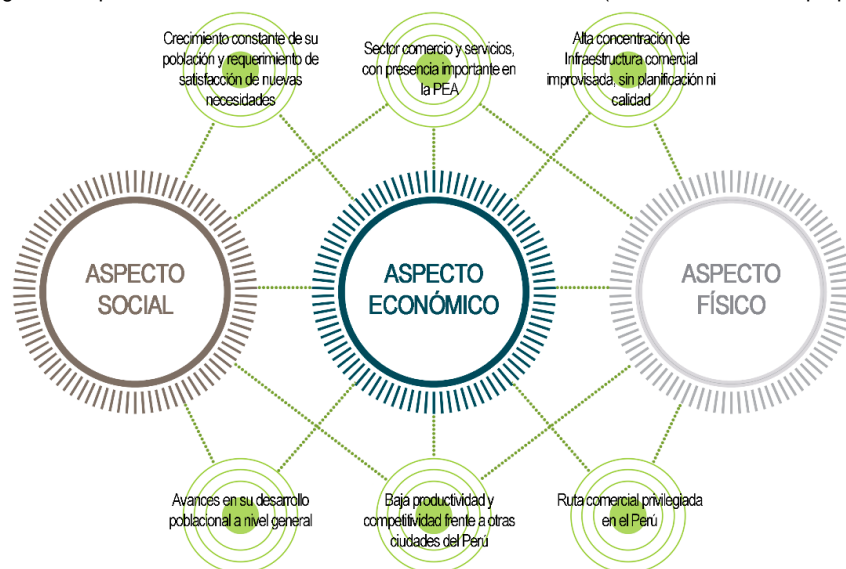 Crecimiento constante de su
población y requerimiento de
satisfacción de nuevas
necesidades
Sector comercio y servicios,
con presencia importante en
la PEA
Alta concentración de
Infraestructura comercial
improvisada, sin planificación ni
calidad
ASPECTO
SOCIAL
ASPECTO
ECONÓMICO
ASPECTO
FÍSICO
Avances en su desarrollo
poblacional a nivel general
Baja productividad y
competitividad frente a otras
ciudades del Perú
Ruta comercial privilegiada
en el Perú